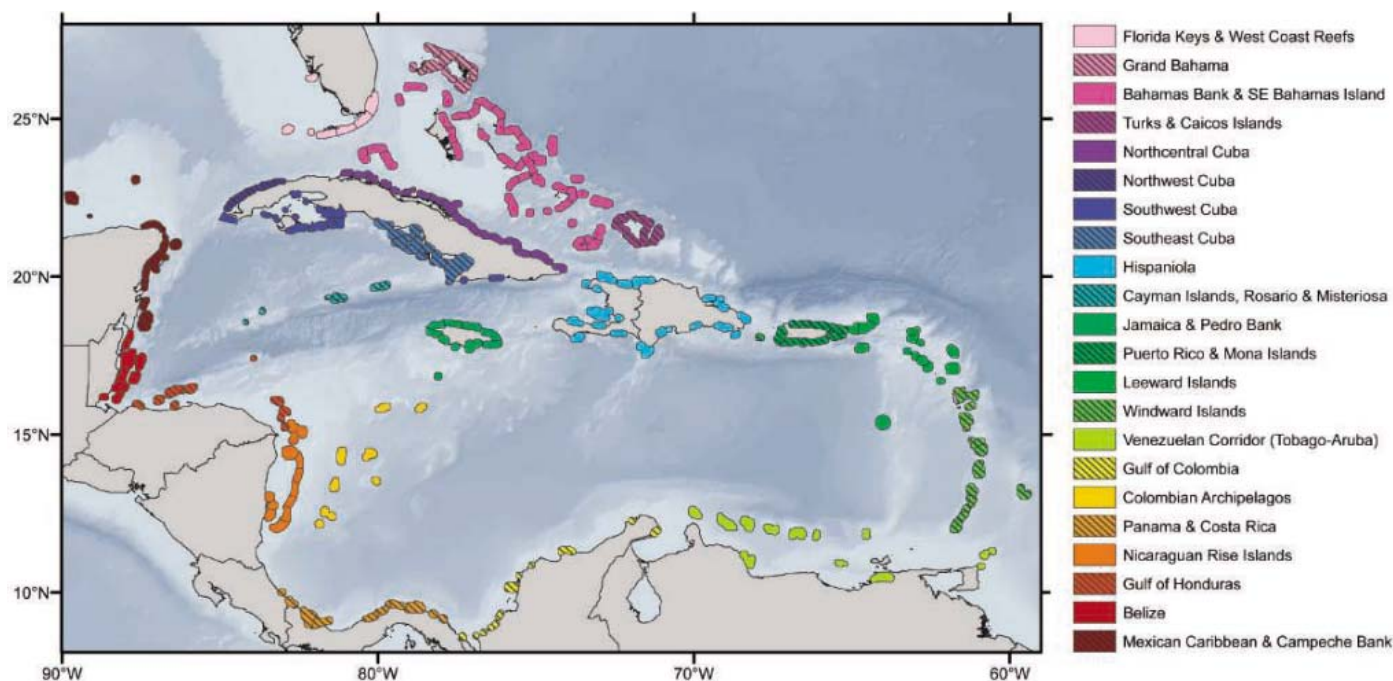 Florida Keys & West Coast Reefs
Grand Bahama
Bahamas Bank & SE Bahamas Island
Turks & Caicos Islands
Northcentral Cuba
Northwest Cuba
Southwest Cuba
Southeast Cuba
Hispaniola
Cayman Islands, Rosario & Misteriosa
Jamaica & Pedro Bank
Puerto Rico & Mona Islands
Leeward Islands
Windward Islands
Venezuelan Corridor (Tobago-Aruba)
Gulf of Colombia
Colombian Archipelagos
Panama & Costa Rica
Nicaraguan Rise Islands
Gulf of Honduras
Belize
Mexican Caribbean & Campeche Bank
25°N
20°N
15°N
10°N
90°W
80°W
70°W
60°W